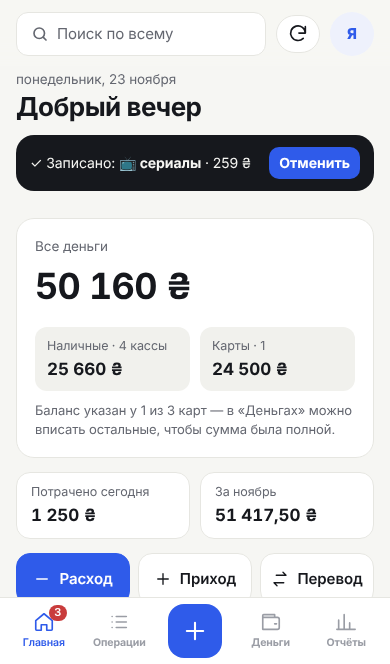 Поиск по всему
Я
понедельник, 23 ноября
Добрый вечер
✓ Записано: 📺 сериалы · 259 ₴
Отменить
Все деньги
50 160 ₴
Наличные · 4 кассы
25 660 ₴
Карты · 1
24 500 ₴
Баланс указан у 1 из 3 карт — в «Деньгах» можно
вписать остальные, чтобы сумма была полной.
Потрачено сегодня
1 250 ₴
За ноябрь
51 417,50 ₴
Расход
Приход
Перевод
3
Главная
Операции
Деньги
Отчёты